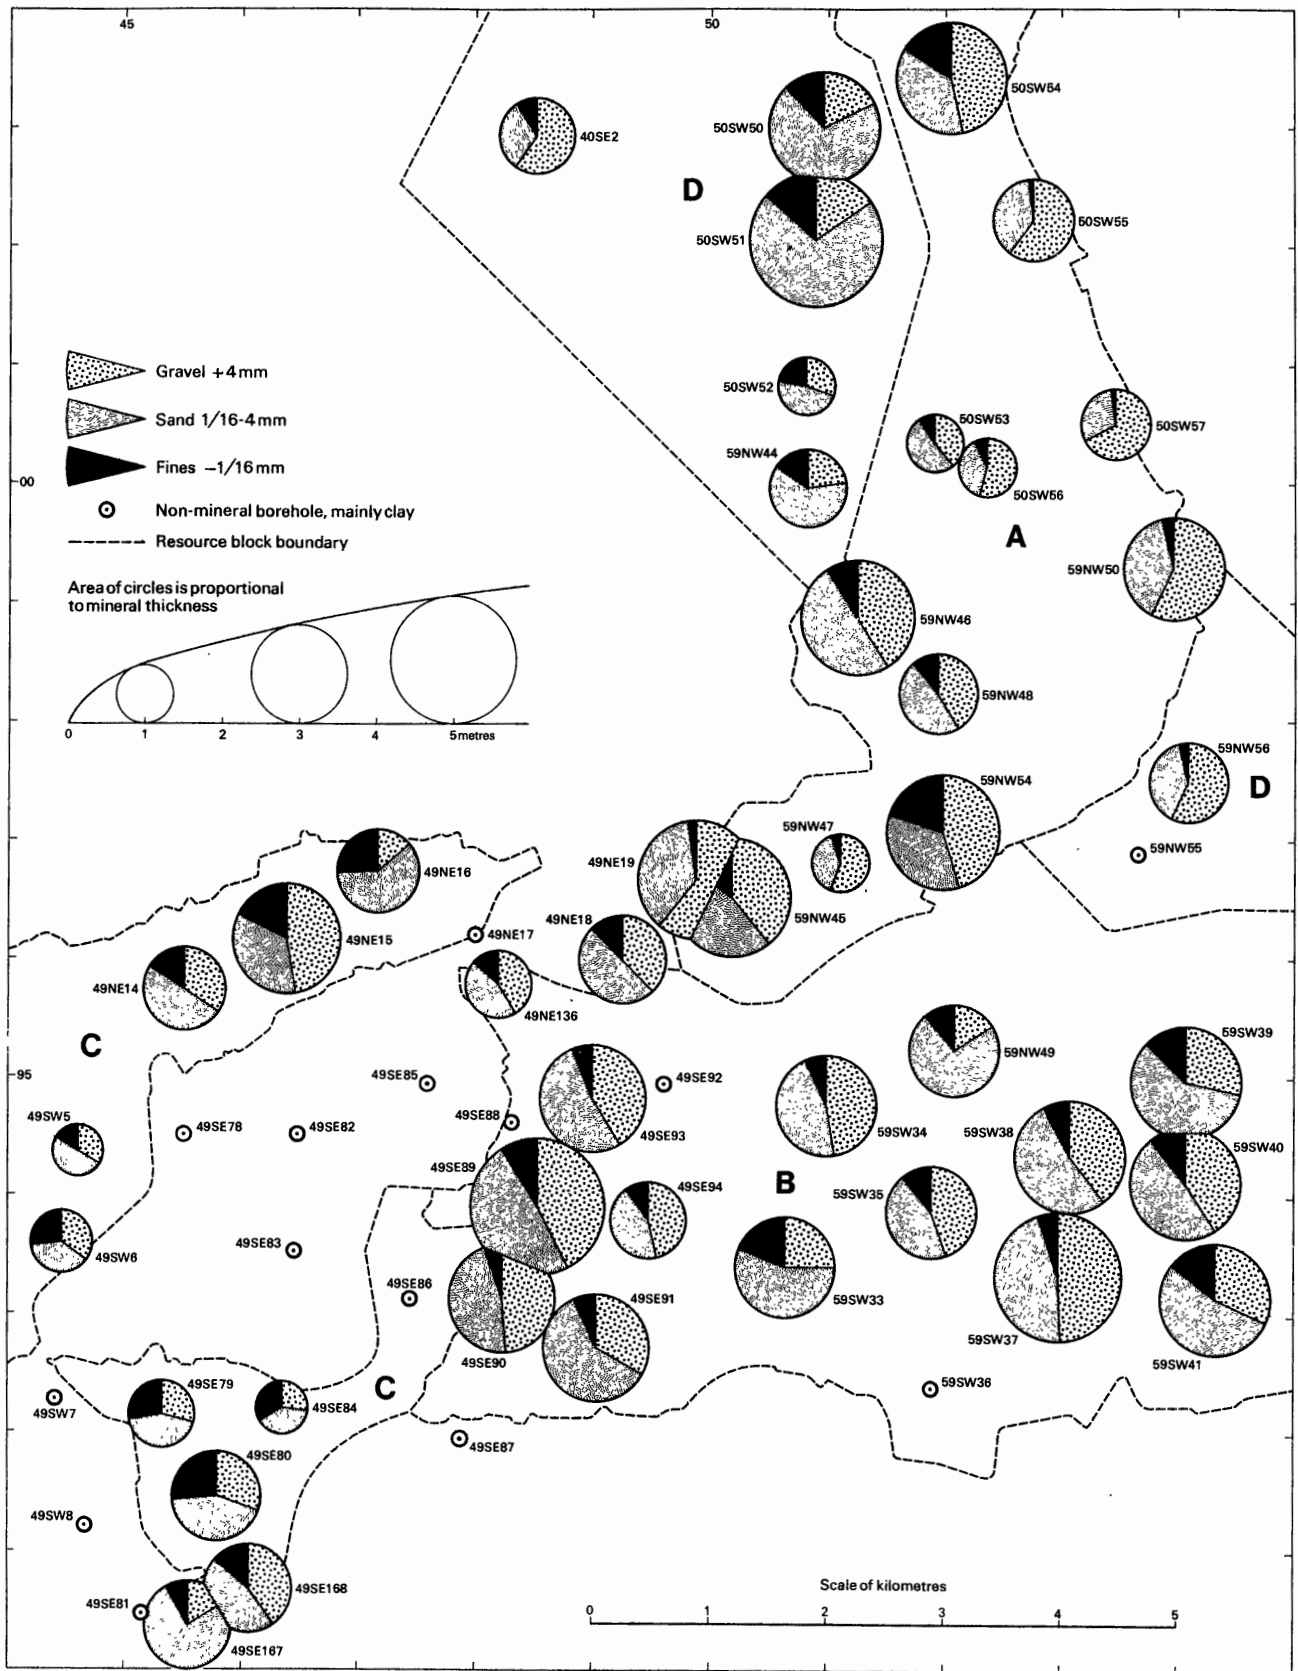 45
50
50SW54
40SE2
50SW50
D
50SW51
50SW55
Gravel +4mm
Sand 1/16-4mm
Fines -1/16 mm
Non-mineral borehole, mainly clay
Resource block boundary
Area of circles is proportional
to mineral thickness
0 1 2 3 4 5 metres
00
50SW52
50SW53
50SW57
59NW44
50SW56
A
59NW50
59NW46
59NW48
59NW56
D
59NW54
59NW47
59NW55
49NE19
49NE16
59NW45
49NE18
49NE17
49NE15
49NE14
49NE136
C
59NW49
59SW39
95
49SE85
49SE92
49SW5
49SE78
49SE82
49SE88
49SE93
59SW34
59SW38
59SW40
49SE89
49SE94
B
59SW35
49SE83
49SW6
49SE86
49SE91
59SW33
59SW37
49SE90
59SW41
49SE79
C
59SW36
49SW7
49SE84
49SE87
49SE80
49SW8
49SE168
49SE81
49SE167
Scale of kilometres
0 1 2 3 4 5